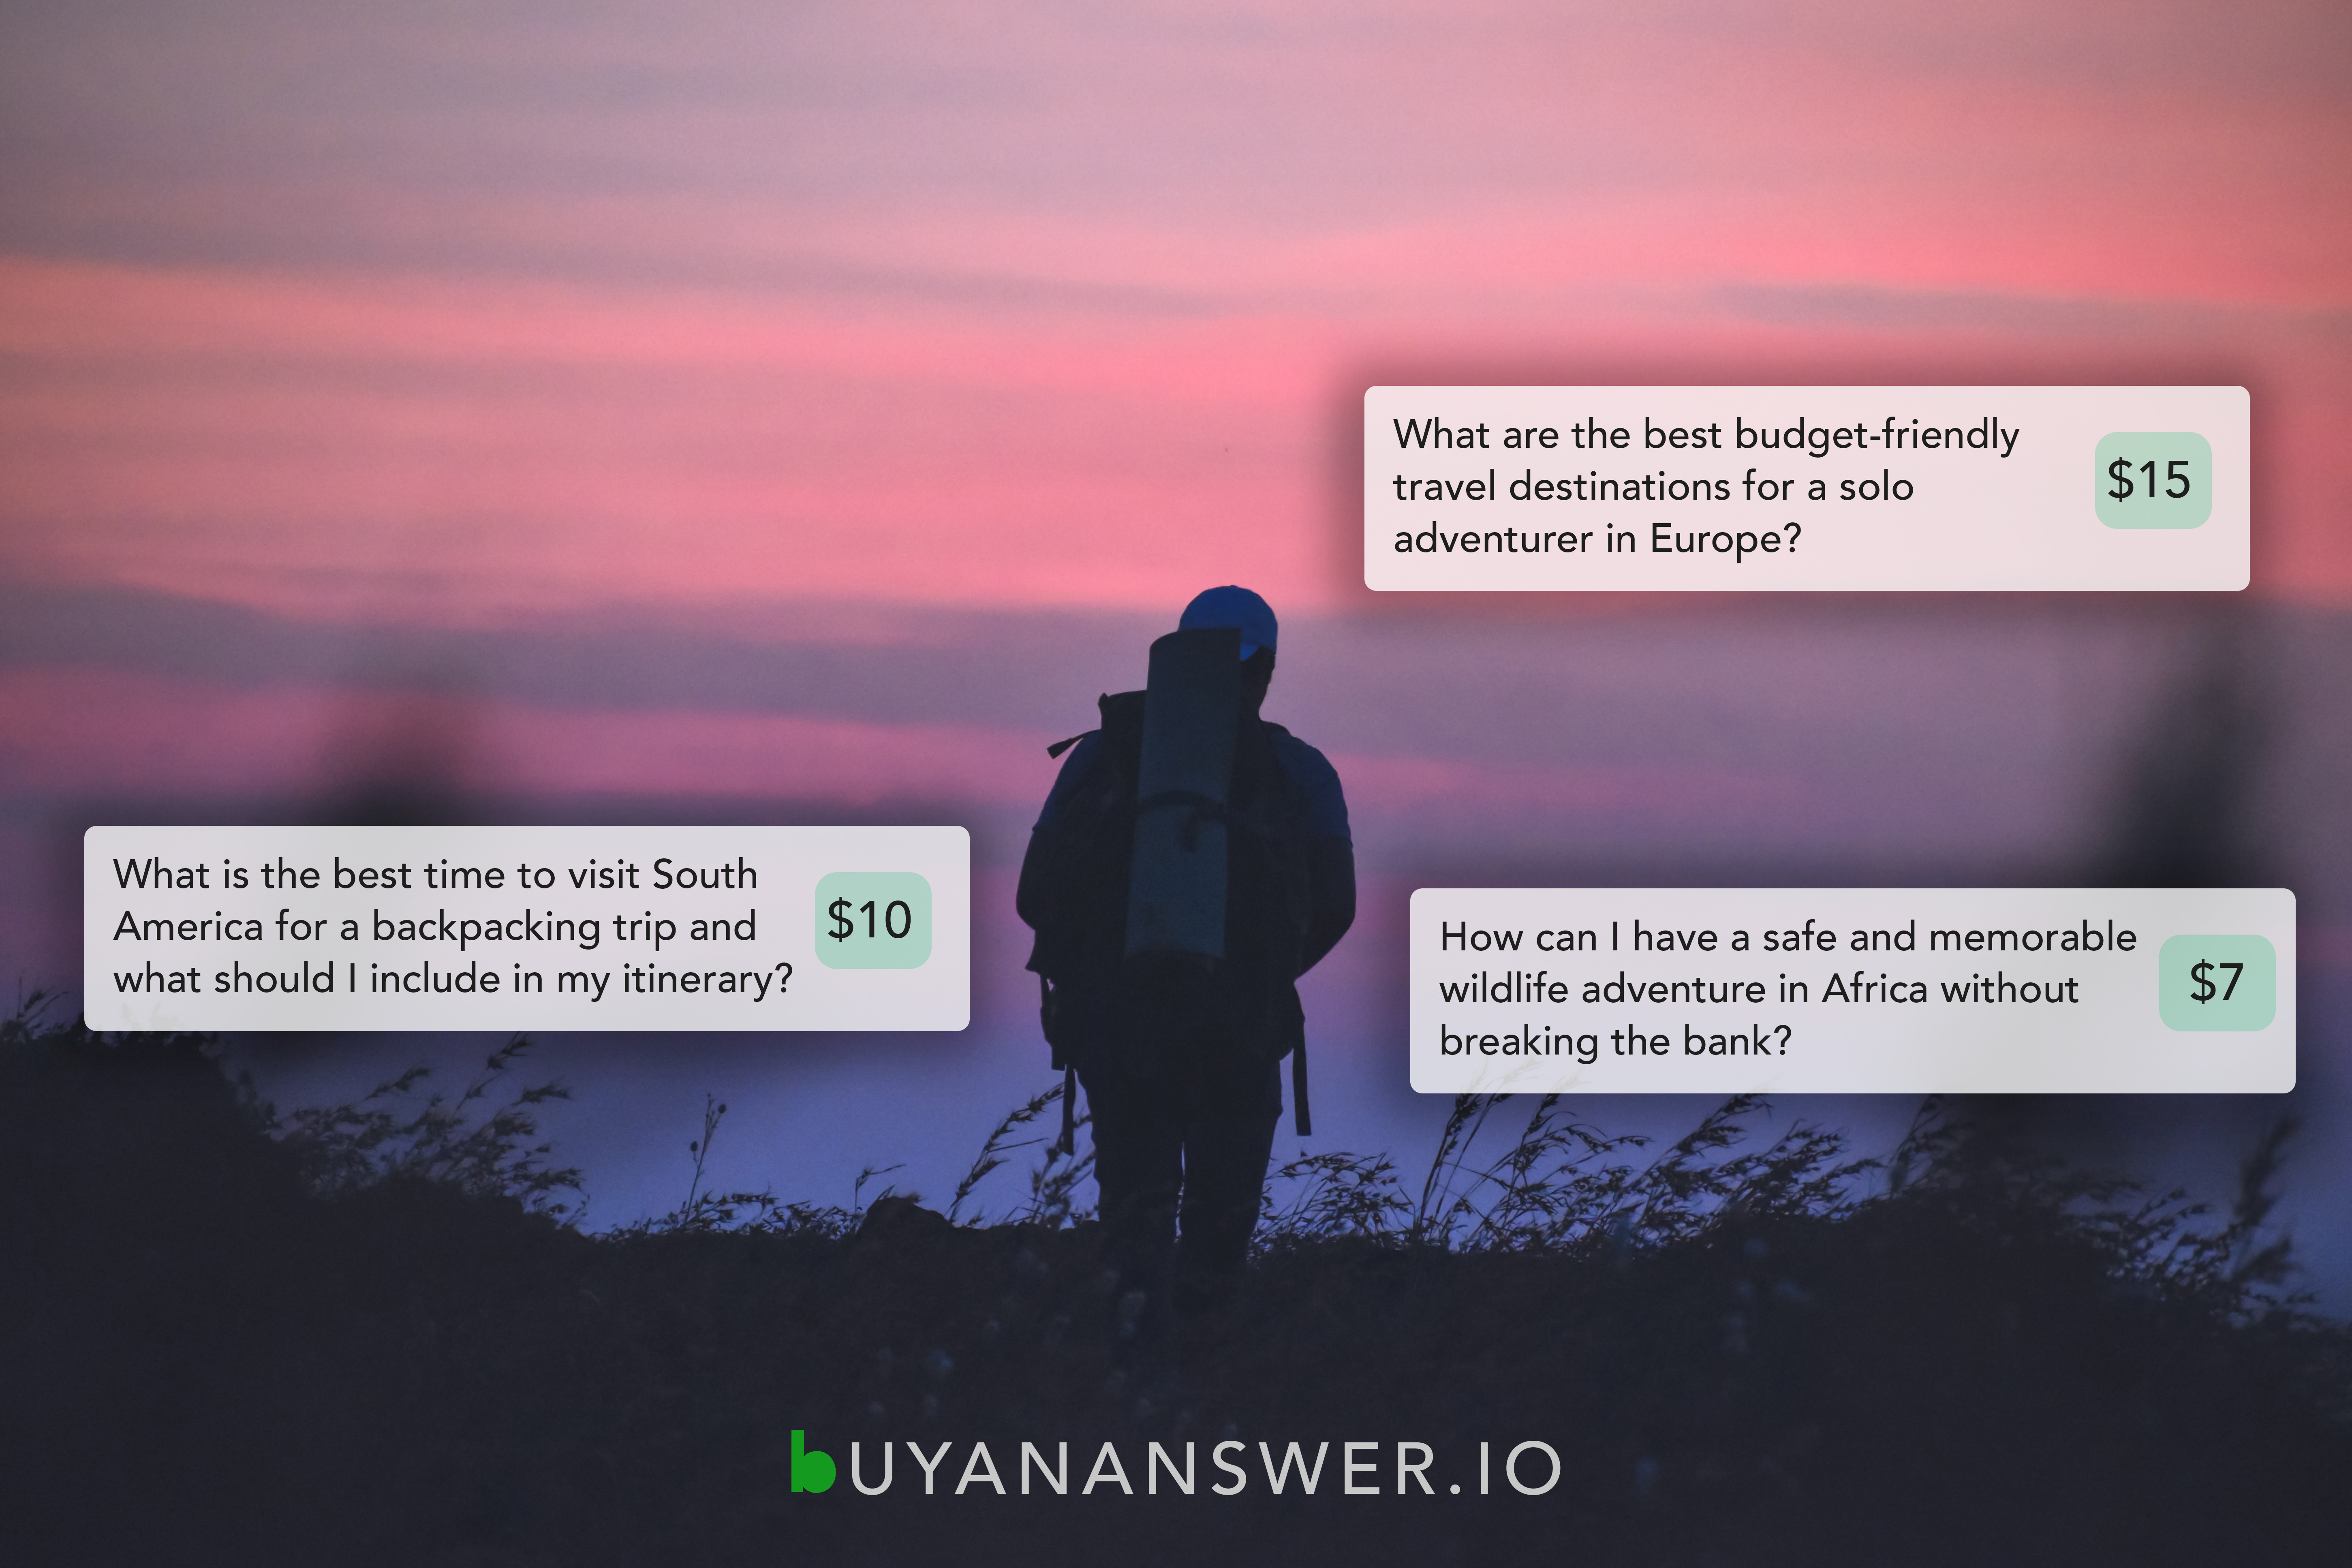 What are the best budget-friendly
travel destinations for a solo
adventurer in Europe?
$15
What is the best time to visit South
America for a backpacking trip and
what should I include in my itinerary?
$10
How can I have a safe and memorable
wildlife adventure in Africa without
breaking the bank?
$7
bUYANANSWER.IO